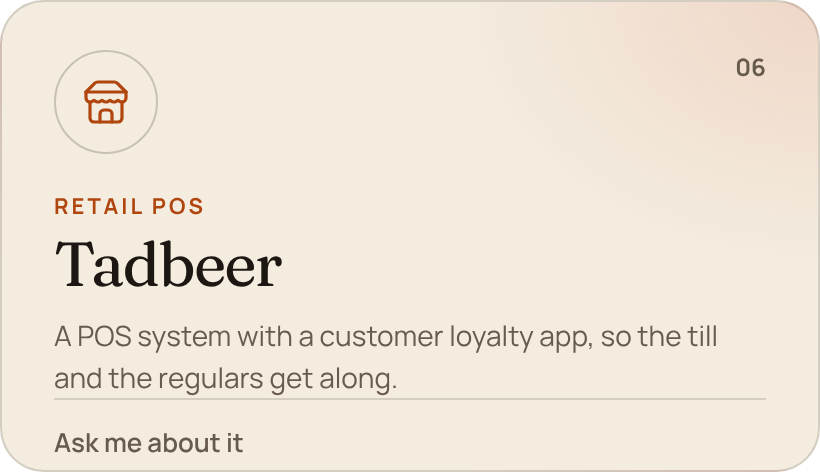 06
RETAIL POS
Tadbeer
A POS system with a customer loyalty app, so the till
and the regulars get along.
Ask me about it